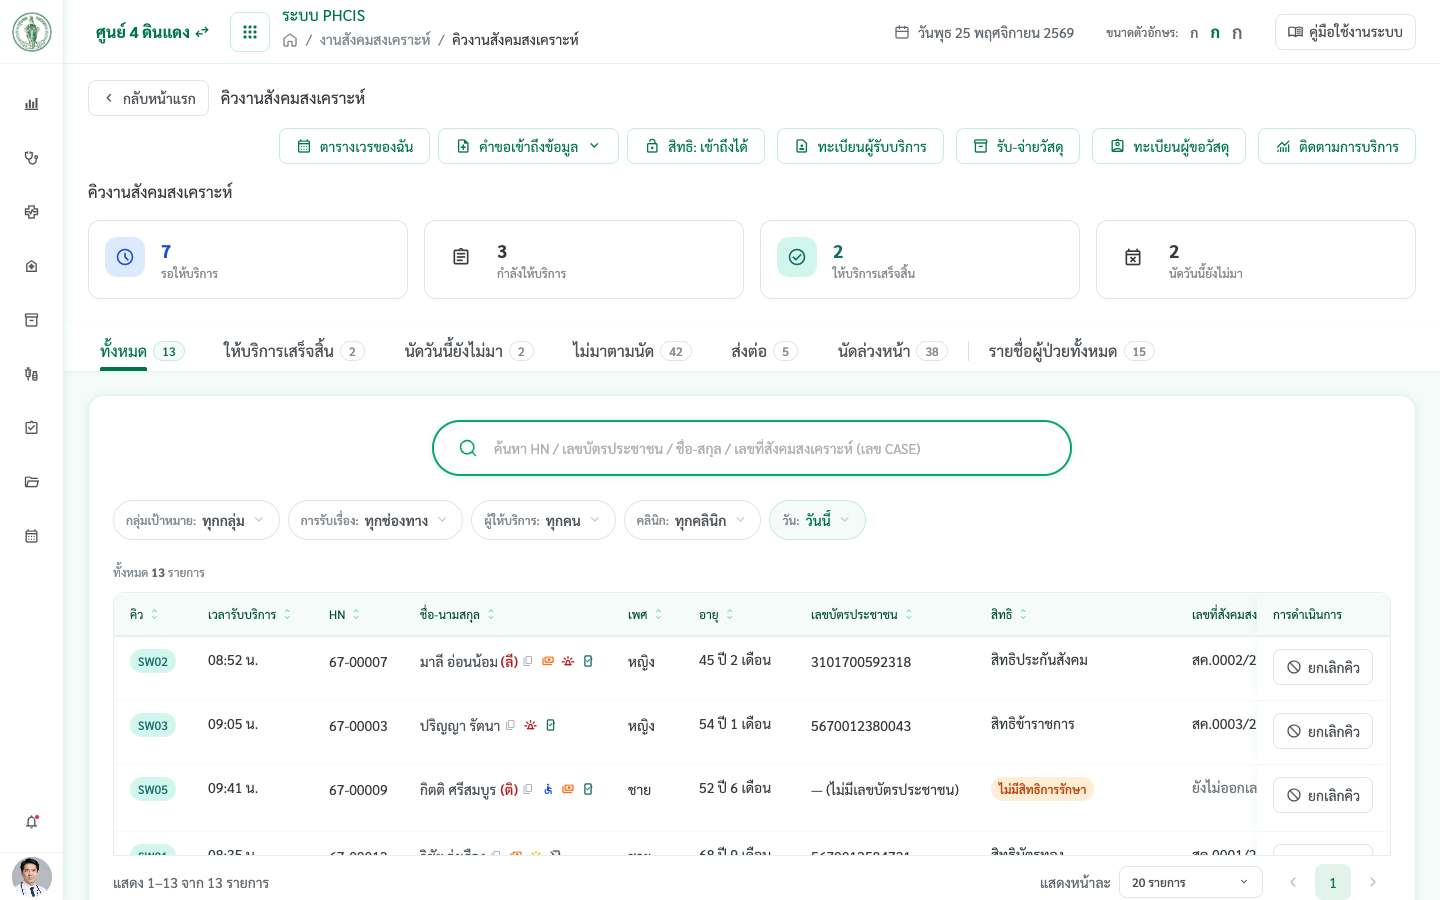 ศูนย์ 4 ดินแดง
ระบบ PHCIS
/ งานสังคมสงเคราะห์ / คิวงานสังคมสงเคราะห์
วันพุธ 25 พฤศจิกายน 2569
ขนาดตัวอักษร: ก ก ก
คู่มือใช้งานระบบ
กลับหน้าแรก
คิวงานสังคมสงเคราะห์
ตารางเวรของฉัน
คำขอเข้าถึงข้อมูล
สิทธิ: เข้าถึงได้
ทะเบียนผู้รับบริการ
รับ-จ่ายวัสดุ
ทะเบียนผู้ขอวัสดุ
ติดตามการบริการ
คิวงานสังคมสงเคราะห์
7
รอให้บริการ
3
กำลังให้บริการ
2
ให้บริการเสร็จสิ้น
2
นัดวันนี้ยังไม่มา
ทั้งหมด 13
ให้บริการเสร็จสิ้น 2
นัดวันนี้ยังไม่มา 2
ไม่มาตามนัด 42
ส่งต่อ 5
นัดล่วงหน้า 38
รายชื่อผู้ป่วยทั้งหมด 15
ค้นหา HN / เลขบัตรประชาชน / ชื่อ-สกุล / เลขที่สังคมสงเคราะห์ (เลข CASE)
กลุ่มเป้าหมาย: ทุกกลุ่ม
การรับเรื่อง: ทุกช่องทาง
ผู้ให้บริการ: ทุกคน
คลินิก: ทุกคลินิก
วัน: วันนี้
ทั้งหมด 13 รายการ
คิว เวลารับบริการ HN ชื่อ-นามสกุล เพศ อายุ เลขบัตรประชาชน สิทธิ เลขที่สังคมสง การดำเนินการ
SW02 08:52 น. 67-00007 มาลี อ่อนน้อม (ลี) หญิง 45 ปี 2 เดือน 3101700592318 สิทธิประกันสังคม สค.0002/2 ยกเลิกคิว
SW03 09:05 น. 67-00003 ปริญญา รัตนา หญิง 54 ปี 1 เดือน 5670012380043 สิทธิข้าราชการ สค.0003/2 ยกเลิกคิว
SW05 09:41 น. 67-00009 กิตติ ศรีสมบูร (ติ) ชาย 52 ปี 6 เดือน — (ไม่มีเลขบัตรประชาชน) ไม่มีสิทธิการรักษา ยังไม่ออกเล ยกเลิกคิว
แสดง 1–13 จาก 13 รายการ
แสดงหน้าละ 20 รายการ 1